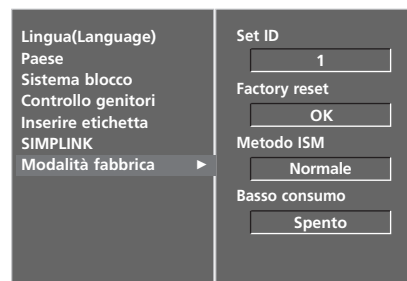 Lingua(Language)
Paese
Sistema blocco
Controllo genitori
Inserire etichetta
SIMPLINK
Modalità fabbrica ►
Set ID
1
Factory reset
OK
Metodo ISM
Normale
Basso consumo
Spento